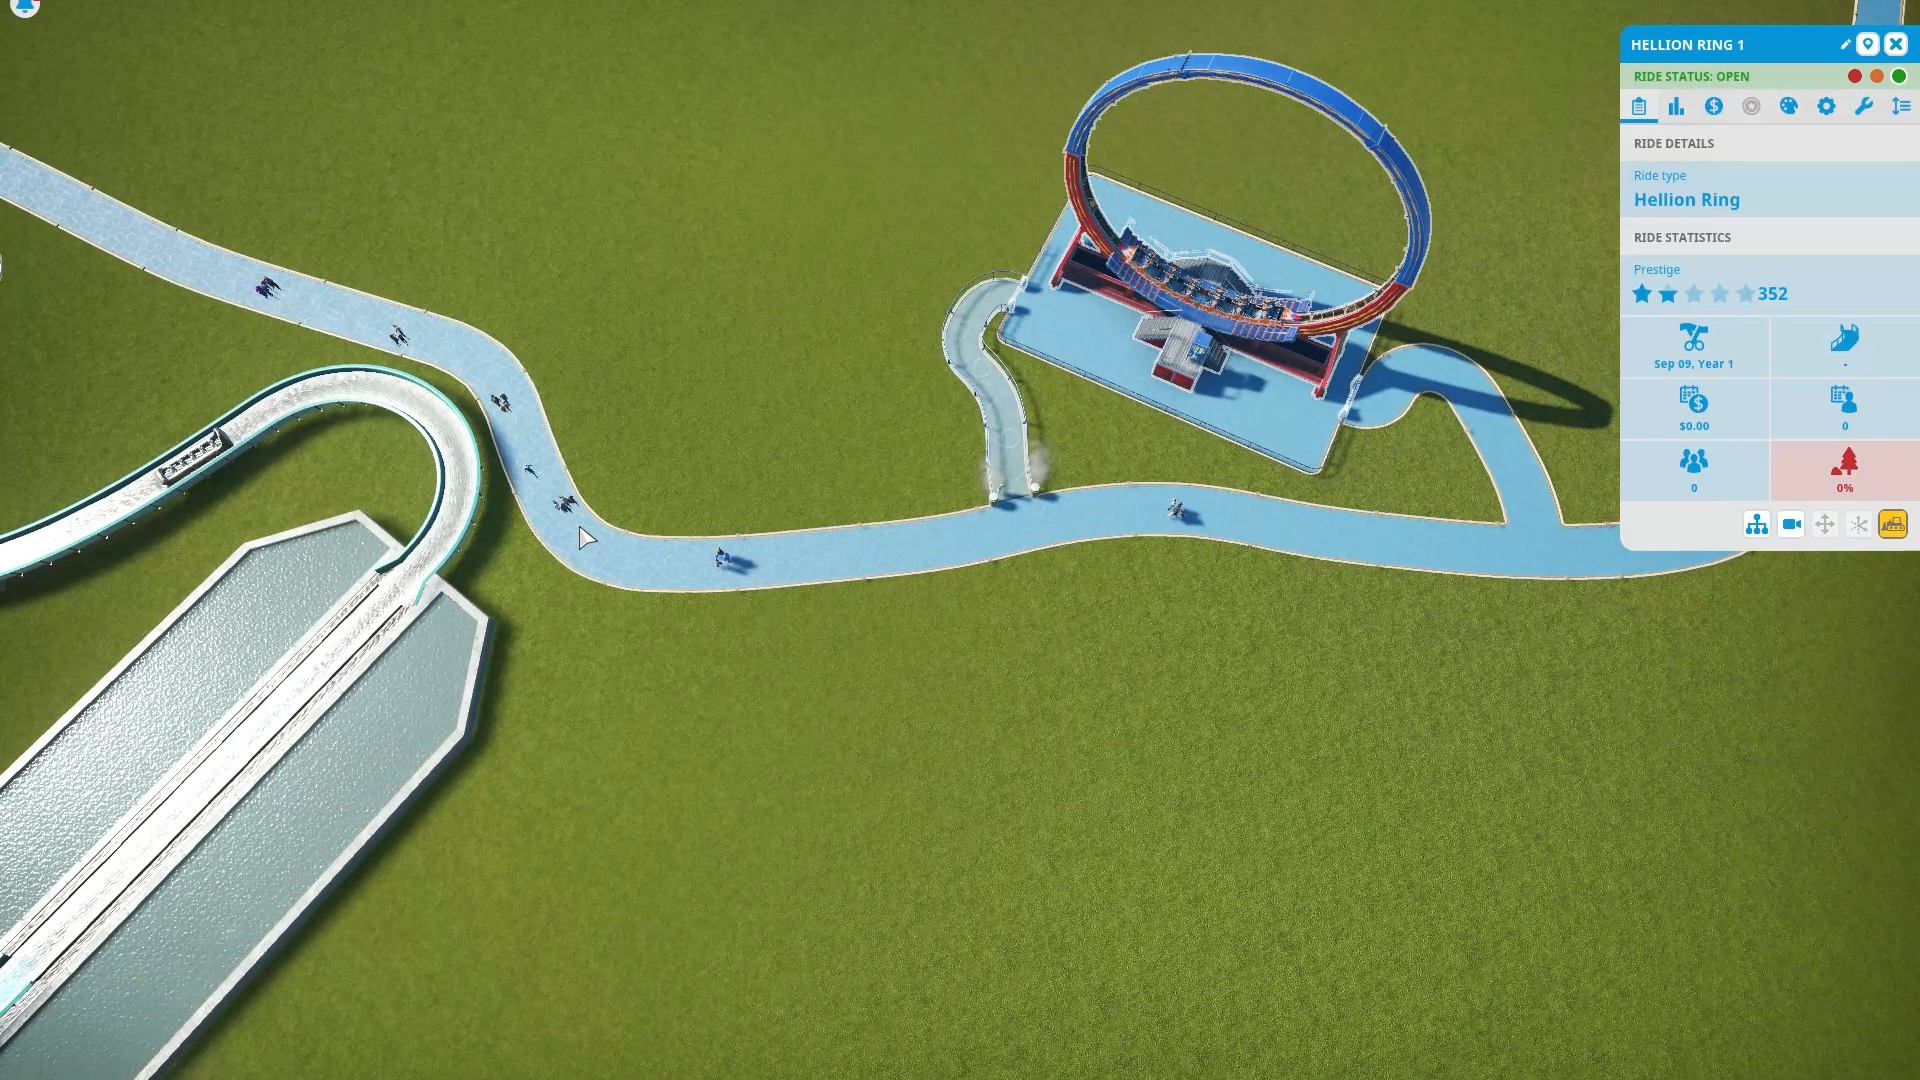 HELLION RING 1
RIDE STATUS: OPEN
RIDE DETAILS
Ride type
Hellion Ring
RIDE STATISTICS
Prestige
352
Sep 09, Year 1
-
$0.00
0
0
0%